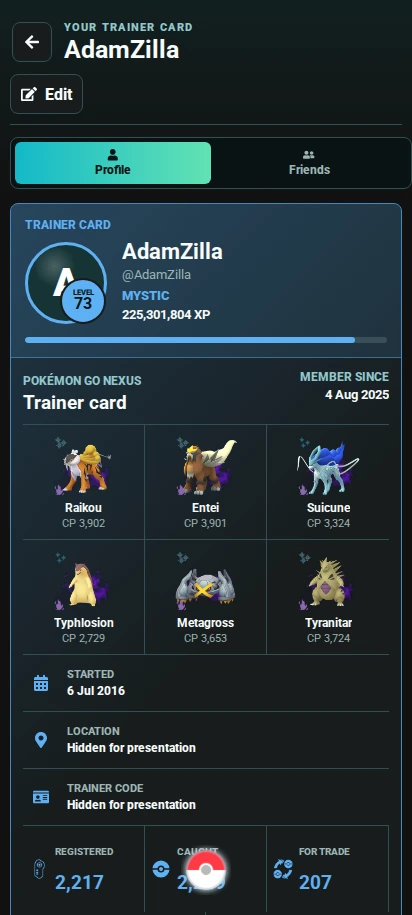 YOUR TRAINER CARD
AdamZilla
Edit
Profile
Friends
TRAINER CARD
A
LEVEL
73
AdamZilla
@AdamZilla
MYSTIC
225,301,804 XP
POKÉMON GO NEXUS
Trainer card
MEMBER SINCE
4 Aug 2025
Raikou
CP 3,902
Entei
CP 3,901
Suicune
CP 3,324
Typhlosion
CP 2,729
Metagross
CP 3,653
Tyranitar
CP 3,724
STARTED
6 Jul 2016
LOCATION
Hidden for presentation
TRAINER CODE
Hidden for presentation
REGISTERED
2,217
CAUGHT
FOR TRADE
207